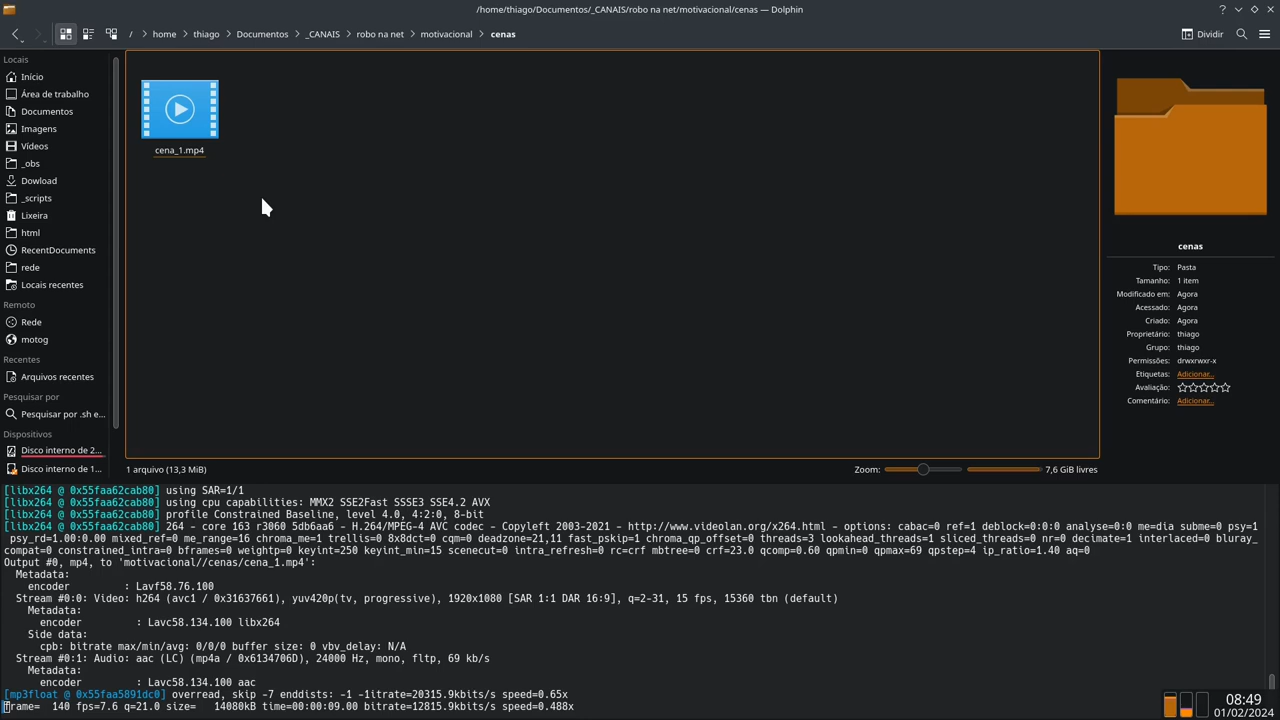 /home/thiago/Documentos/_CANAIS/robo na net/motivacional/cenas — Dolphin
/ home thiago Documentos _CANAIS robo na net motivacional cenas
Dividir
Locais
Início
Área de trabalho
Documentos
Imagens
Vídeos
_obs
Dowload
_scripts
Lixeira
html
RecentDocuments
rede
Locais recentes
Remoto
Rede
motog
Recentes
Arquivos recentes
Pesquisar por
Pesquisar por .sh e...
Dispositivos
Disco interno de 2...
Disco interno de 1...
cena_1.mp4
1 arquivo (13,3 MiB)
Zoom:
7,6 GiB livres
cenas
Tipo: Pasta
Tamanho: 1 item
Modificado em: Agora
Acessado: Agora
Criado: Agora
Proprietário: thiago
Grupo: thiago
Permissões: drwxrwxr-x
Etiquetas: Adicionar...
Avaliação:
Comentário: Adicionar...
[libx264 @ 0x55faa62cab80] using SAR=1/1
[libx264 @ 0x55faa62cab80] using cpu capabilities: MMX2 SSE2Fast SSSE3 SSE4.2 AVX
[libx264 @ 0x55faa62cab80] profile Constrained Baseline, level 4.0, 4:2:0, 8-bit
[libx264 @ 0x55faa62cab80] 264 - core 163 r3060 5db6aa6 - H.264/MPEG-4 AVC codec - Copyleft 2003-2021 - http://www.videolan.org/x264.html - options: cabac=0 ref=1 deblock=0:0:0 analyse=0:0 me=dia subme=0 psy=1
psy_rd=1.00:0.00 mixed_ref=0 me_range=16 chroma_me=1 trellis=0 8x8dct=0 cqm=0 deadzone=21,11 fast_pskip=1 chroma_qp_offset=0 threads=3 lookahead_threads=1 sliced_threads=0 nr=0 decimate=1 interlaced=0 bluray_
compat=0 constrained_intra=0 bframes=0 weightp=0 keyint=250 keyint_min=15 scenecut=0 intra_refresh=0 rc=crf mbtree=0 crf=23.0 qcomp=0.60 qpmin=0 qpmax=69 qpstep=4 ip_ratio=1.40 aq=0
Output #0, mp4, to 'motivacional//cenas/cena_1.mp4':
Metadata:
encoder : Lavf58.76.100
Stream #0:0: Video: h264 (avc1 / 0x31637661), yuv420p(tv, progressive), 1920x1080 [SAR 1:1 DAR 16:9], q=2-31, 15 fps, 15360 tbn (default)
Metadata:
encoder : Lavc58.134.100 libx264
Side data:
cpb: bitrate max/min/avg: 0/0/0 buffer size: 0 vbv_delay: N/A
Stream #0:1: Audio: aac (LC) (mp4a / 0x6134706D), 24000 Hz, mono, fltp, 69 kb/s
Metadata:
encoder : Lavc58.134.100 aac
[mp3float @ 0x55faa5891dc0] overread, skip -7 enddists: -1 -1itrate=20315.9kbits/s speed=0.65x
frame= 140 fps=7.6 q=21.0 size= 14080kB time=00:00:09.00 bitrate=12815.9kbits/s speed=0.488x
08:49
01/02/2024